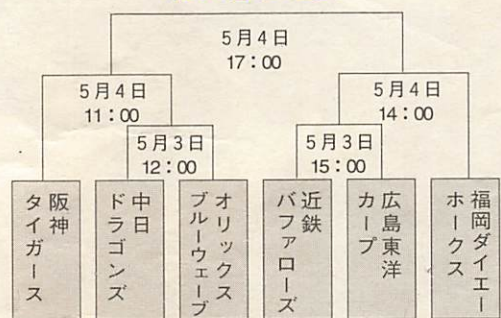 5月4日
17：00
5月4日
11：00
5月4日
14：00
5月3日
12：00
5月3日
15：00
阪神
タイガース
中日
ドラゴンズ
オリックス
ブルーウェーブ
近鉄
バファローズ
広島東洋
カープ
福岡ダイエー
ホークス